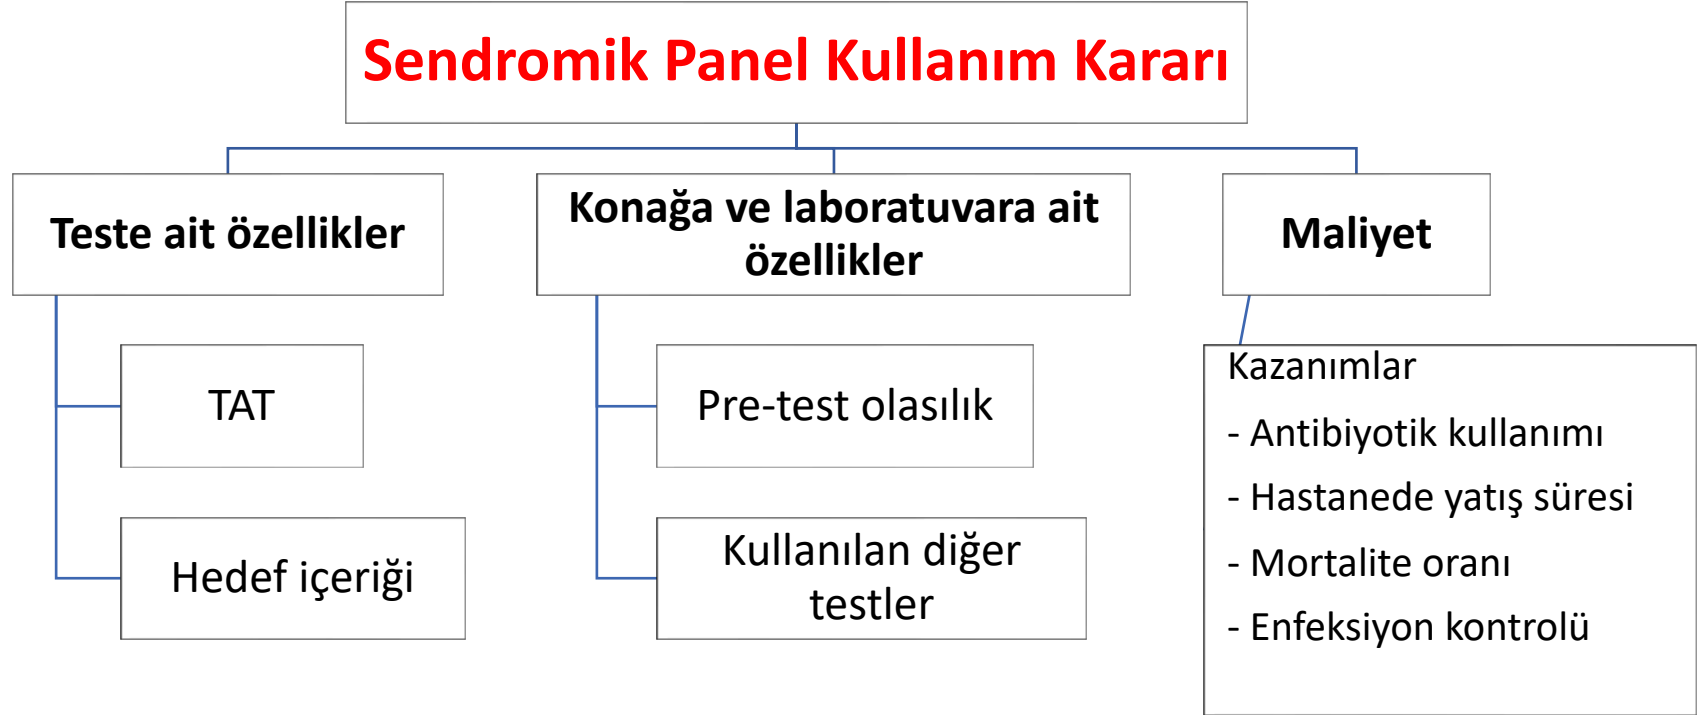 Sendromik Panel Kullanım Kararı
Teste ait özellikler
TAT
Hedef içeriği
Konağa ve laboratuvara ait
özellikler
Pre-test olasılık
Kullanılan diğer
testler
Maliyet
Kazanımlar
- Antibiyotik kullanımı
- Hastanede yatış süresi
- Mortalite oranı
- Enfeksiyon kontrolü